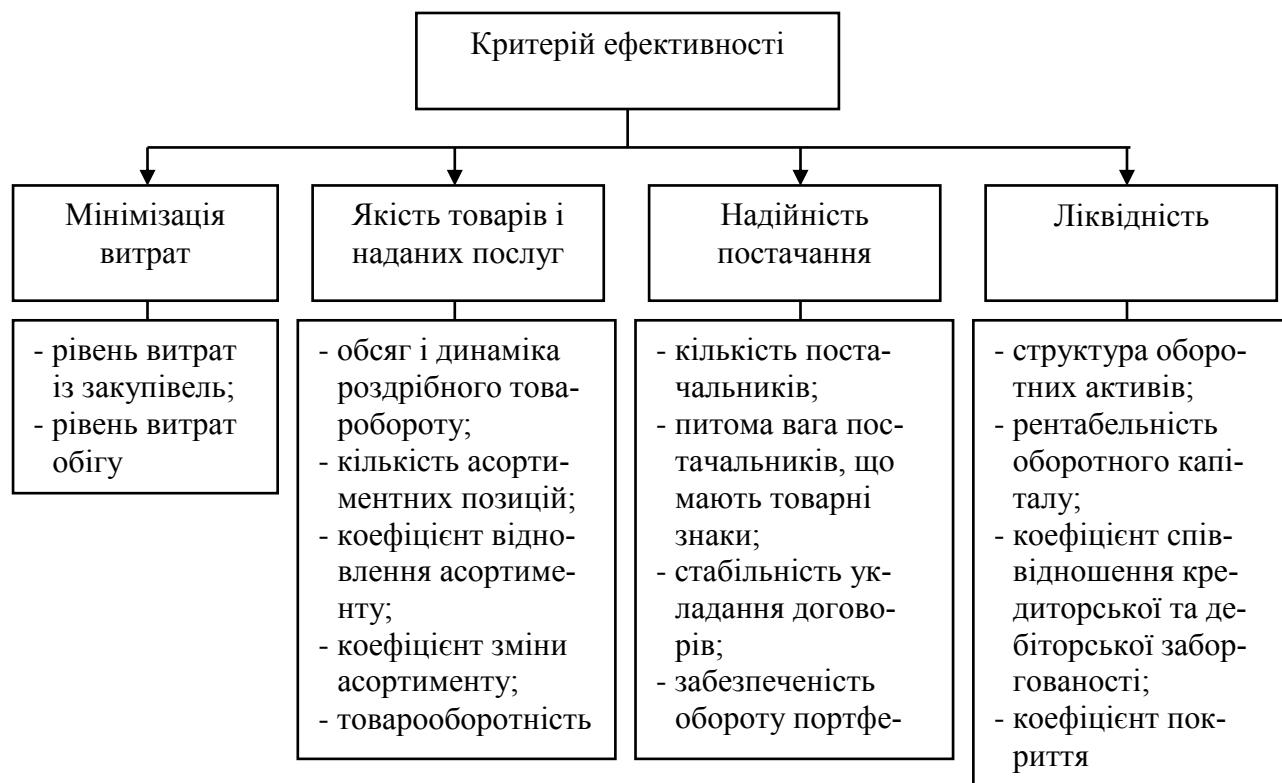 Критерій ефективності
Мінімізація
витрат
- рівень витрат
із закупівель;
- рівень витрат
обігу
Якість товарів і
наданих послуг
- обсяг і динаміка
роздрібного това-
робороту;
- кількість асорти-
ментних позицій;
- коефіцієнт відно-
влення асортиме-
нту;
- коефіцієнт зміни
асортименту;
- товарооборотність
Надійність
постачання
- кількість поста-
чальників;
- питома вага пос-
тачальників, що
мають товарні
знаки;
- стабільність ук-
ладання догово-
рів;
- забезпеченість
обороту портфе-
Ліквідність
- структура оборо-
тних активів;
- рентабельність
оборотного капі-
талу;
- коефіцієнт спів-
відношення кре-
диторської та де-
біторської забор-
гованості;
- коефіцієнт пок-
риття